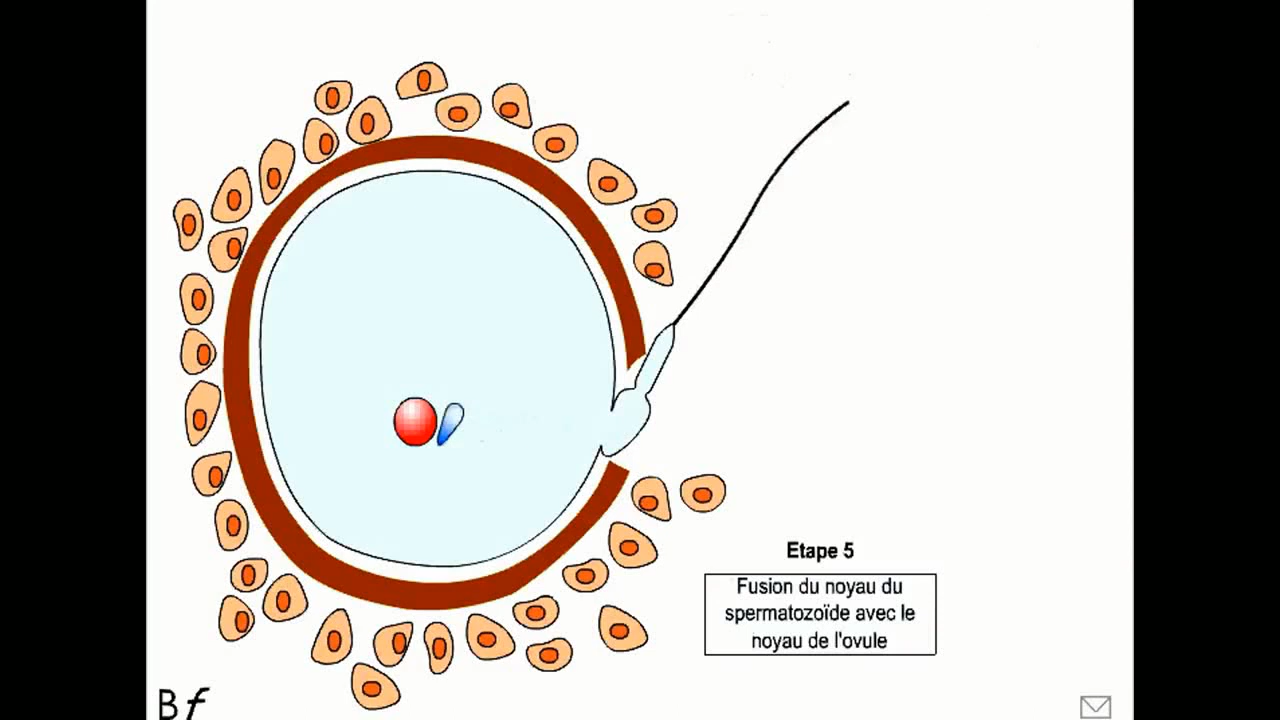 Etape 5
Fusion du noyau du
spermatozoïde avec le
noyau de l'ovule
Bf